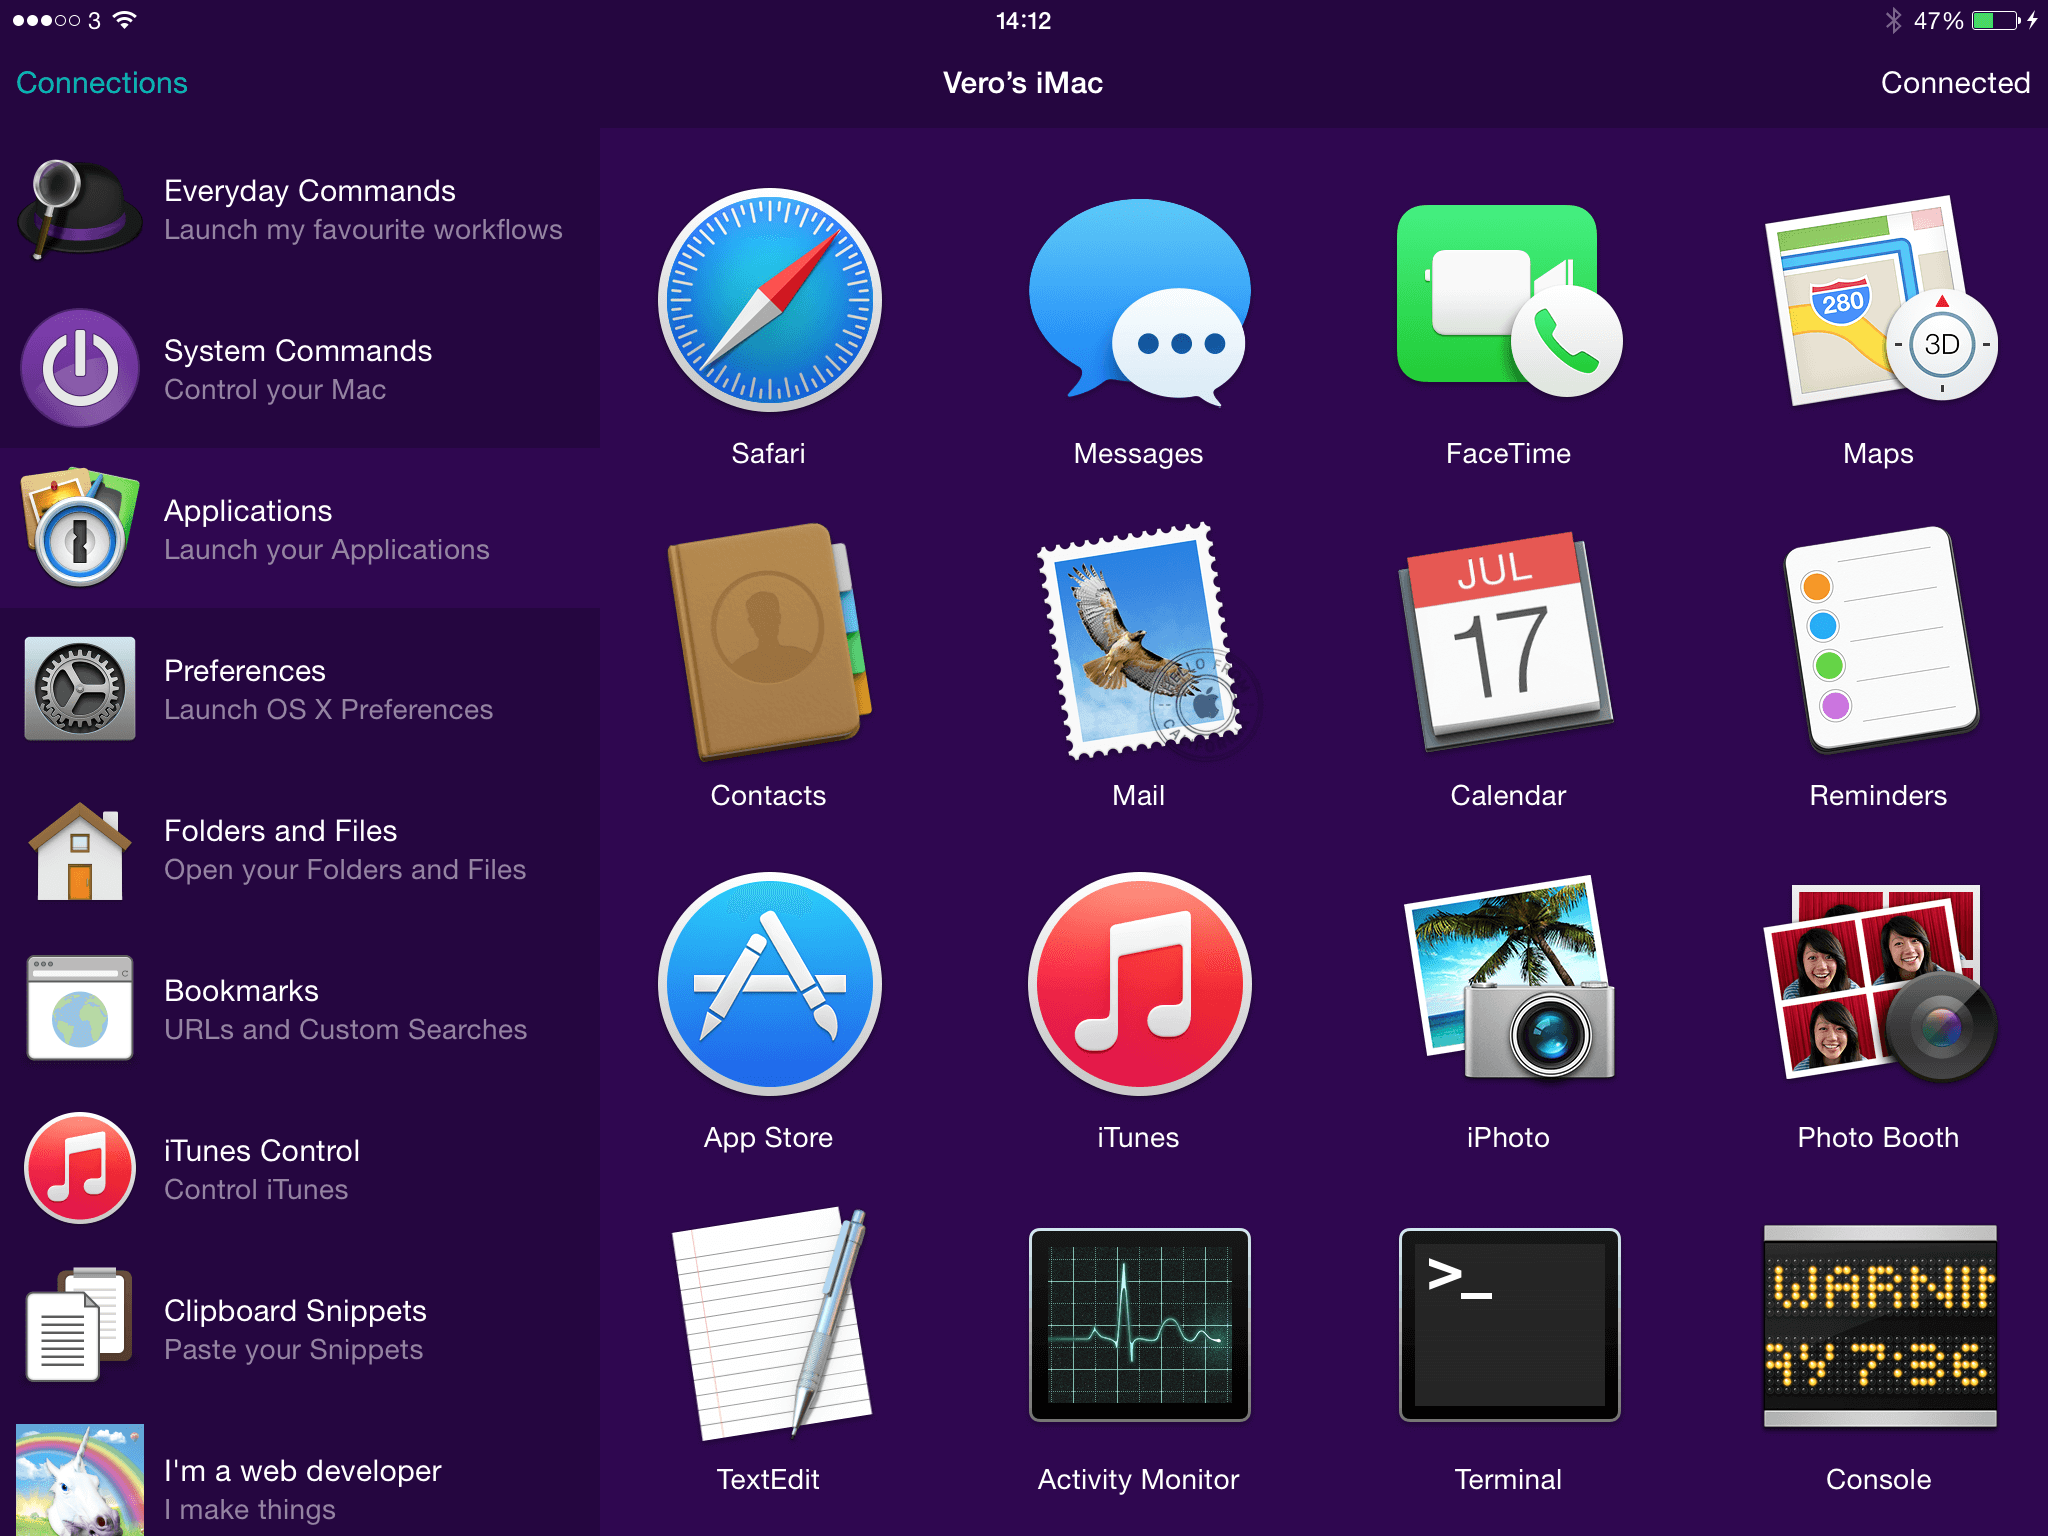 3
14:12
47%
Connections
Vero's iMac
Connected
Everyday Commands
Launch my favourite workflows
System Commands
Control your Mac
Applications
Launch your Applications
Preferences
Launch OS X Preferences
Folders and Files
Open your Folders and Files
Bookmarks
URLs and Custom Searches
iTunes Control
Control iTunes
Clipboard Snippets
Paste your Snippets
I'm a web developer
I make things
280
3D
Safari
Messages
FaceTime
Maps
JUL
17
Contacts
Mail
Calendar
Reminders
App Store
iTunes
iPhoto
Photo Booth
>_
WARNIN
AY 7:36
TextEdit
Activity Monitor
Terminal
Console